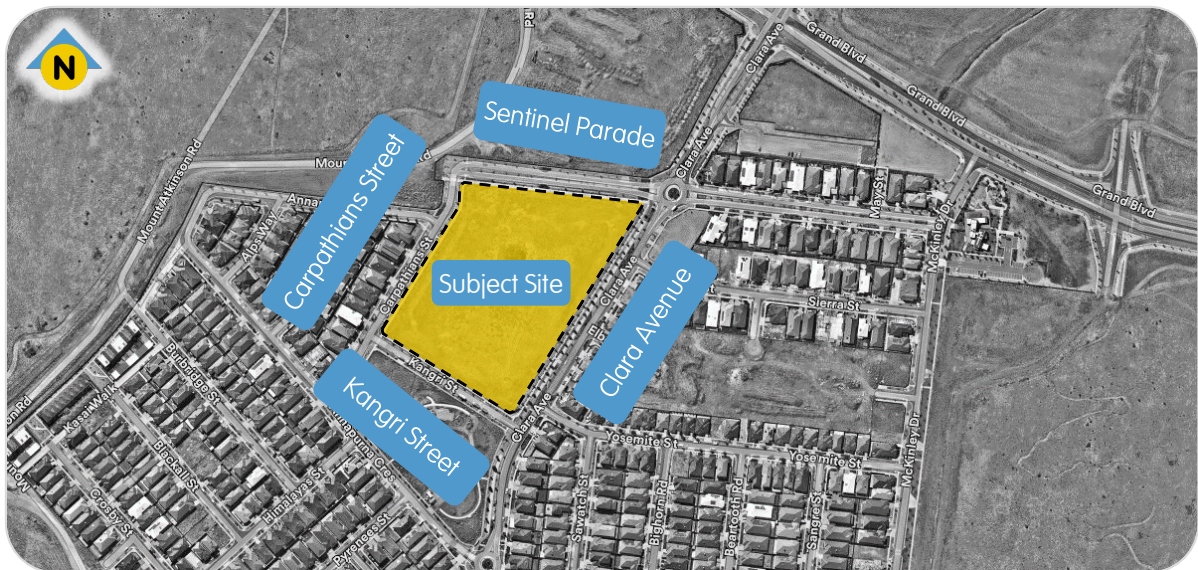 N
Rd
Clara Ave
Grand Blvd
Grand Blvd
Grand Blvd
Sentinel Parade
Carpathians Street
Mount Atkinson Rd
Clara Ave
May St
McKinley Dr
Alps Way
Carpathians St
Subject Site
Clara Ave
Clara Avenue
Sierra St
Burbridge St
Kangri St
Kangri Street
Kasai Walk
Clara Ave
Yosemite St
Yosemite St
McKinley Dr
Annapurna Cres
Blackall St
Himalayas St
Crosby St
Pyrenees St
Sawatch St
Bighorn Rd
Beartooth Rd
Sangre St